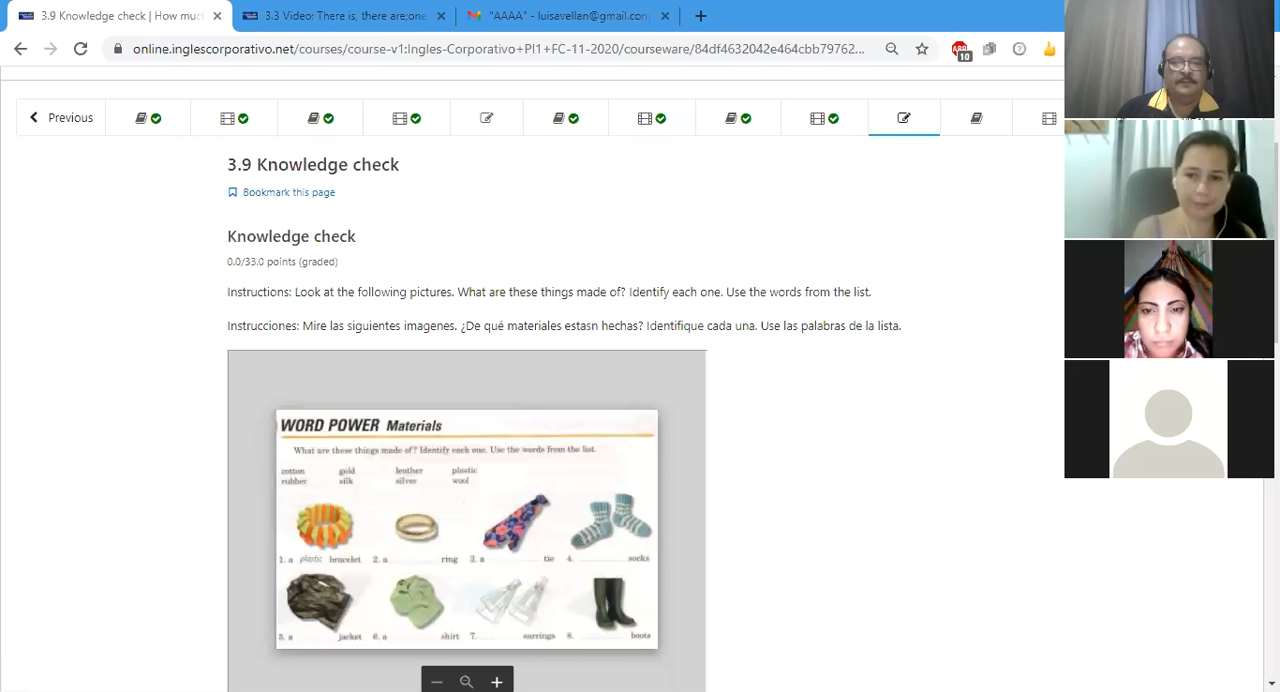 3.9 Knowledge check | How muc
3.3 Video: There is, there are;one
"AAAA" - luisavellan@gmail.com
online.inglescorporativo.net/courses/course-v1:Ingles-Corporativo+PI1+FC-11-2020/courseware/84df4632042e464cbb79762...
10
Previous
3.9 Knowledge check
Bookmark this page
Knowledge check
0.0/33.0 points (graded)
Instructions: Look at the following pictures. What are these things made of? Identify each one. Use the words from the list.
Instrucciones: Mire las siguientes imagenes. ¿De qué materiales estasn hechas? Identifique cada una. Use las palabras de la lista.
WORD POWER Materials
What are these things made of? Identify each one. Use the words from the list.
cotton gold leather plastic
rubber silk silver wool
1. a plastic bracelet 2. a ring 3. a tie 4. socks
5. a jacket 6. a shirt 7. earrings 8. boots